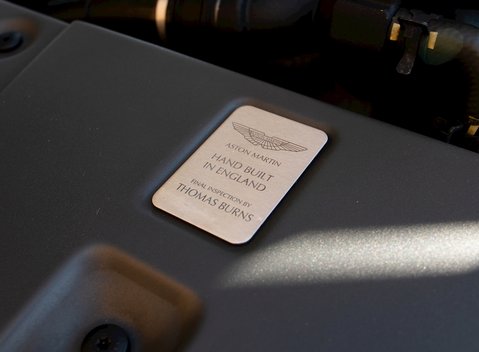 ASTON MARTIN
HAND BUILT
IN ENGLAND
FINAL INSPECTION BY
THOMAS BURNS